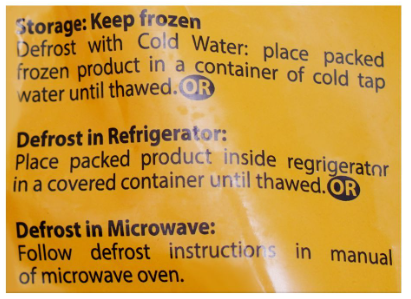 Storage: Keep frozen
Defrost with Cold Water: place packed
frozen product in a container of cold tap
water until thawed. OR
Defrost in Refrigerator:
Place packed product inside regrigerator
in a covered container until thawed. OR
Defrost in Microwave:
Follow defrost instructions in manual
of microwave oven.